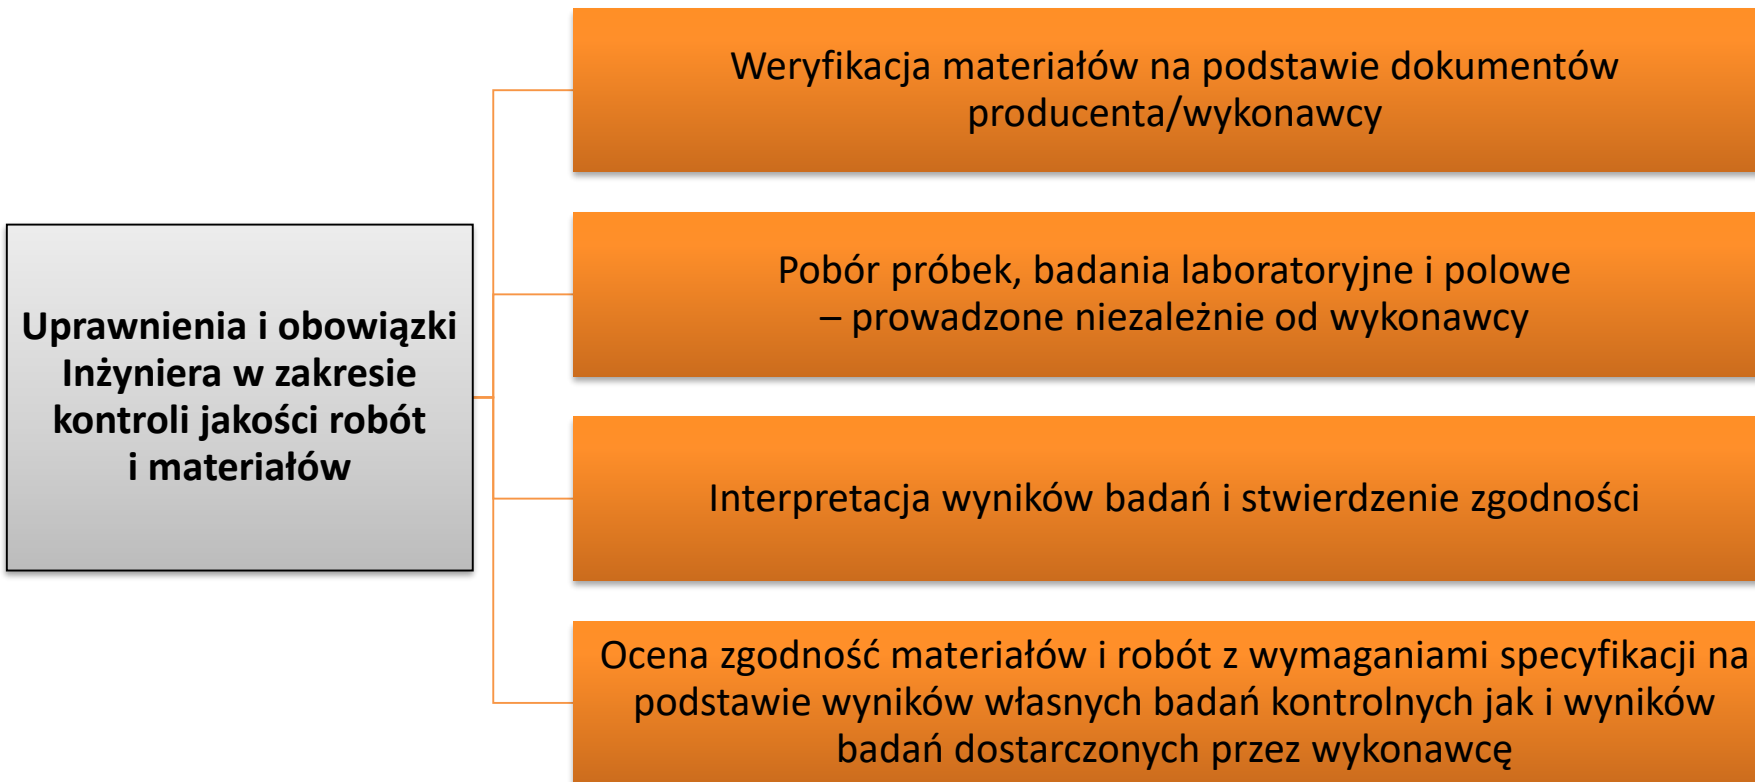 Uprawnienia i obowiązki
Inżyniera w zakresie
kontroli jakości robót
i materiałów
Weryfikacja materiałów na podstawie dokumentów
producenta/wykonawcy
Pobór próbek, badania laboratoryjne i polowe
– prowadzone niezależnie od wykonawcy
Interpretacja wyników badań i stwierdzenie zgodności
Ocena zgodność materiałów i robót z wymaganiami specyfikacji na
podstawie wyników własnych badań kontrolnych jak i wyników
badań dostarczonych przez wykonawcę